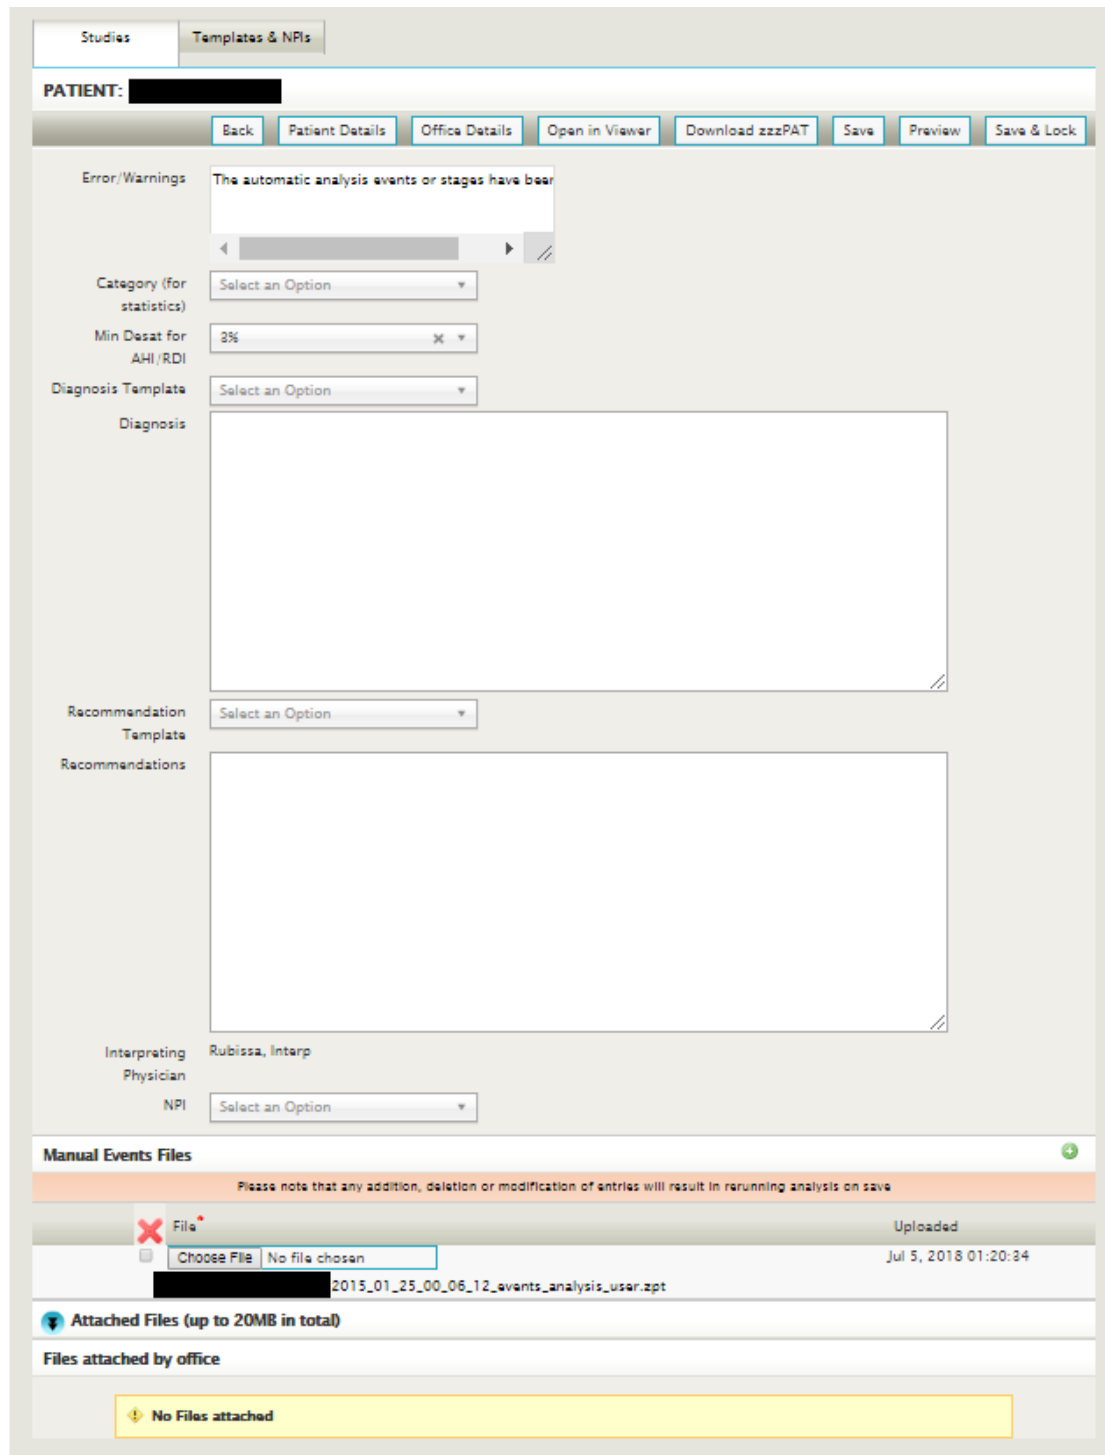 Studies
Templates & NPIs
PATIENT:
Back
Patient Details
Office Details
Open in Viewer
Download zzzPAT
Save
Preview
Save & Lock
Error/Warnings
The automatic analysis events or stages have been
Category (for
statistics)
Select an Option
Min Desat for
AHI/RDI
3%
Diagnosis Template
Select an Option
Diagnosis
Recommendation
Template
Select an Option
Recommendations
Interpreting
Physician
Rubissa, Interp
NPI
Select an Option
Manual Events Files
Please note that any addition, deletion or modification of entries will result in rerunning analysis on save
File*
Uploaded
Choose File No file chosen
Jul 5, 2018 01:20:34
2015_01_25_00_06_12_events_analysis_user.zpt
Attached Files (up to 20MB in total)
Files attached by office
No Files attached